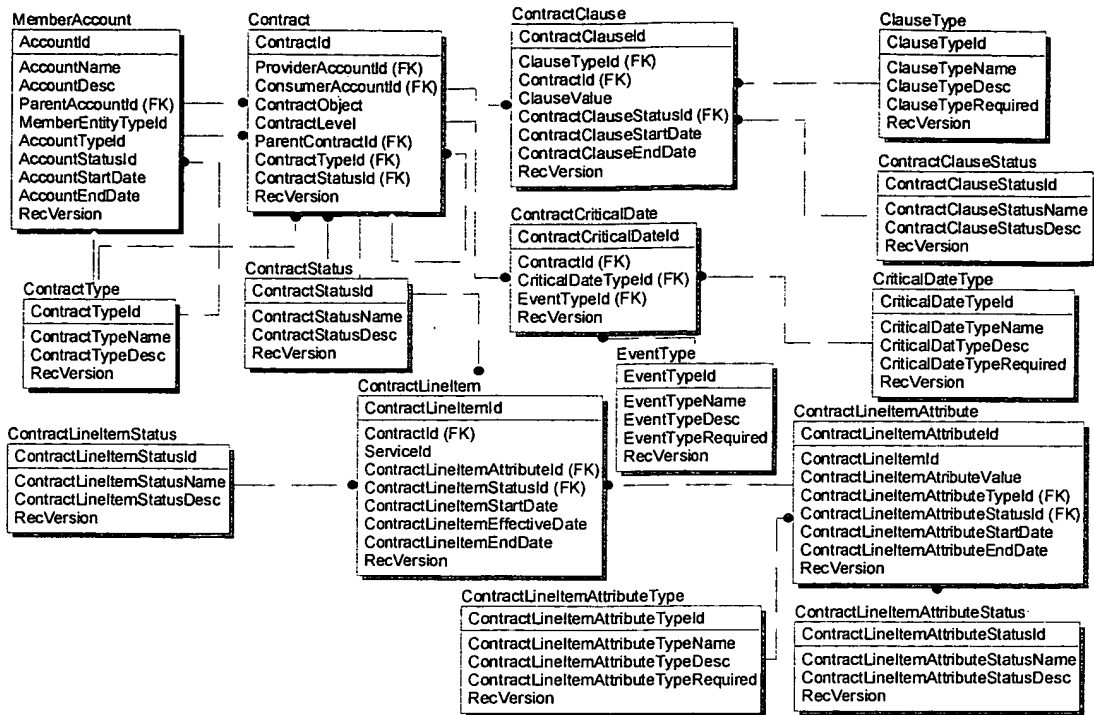 MemberAccount
AccountId
AccountName
AccountDesc
ParentAccountId (FK)
MemberEntityTypeId
AccountTypeId
AccountStatusId
AccountStartDate
AccountEndDate
RecVersion
Contract
ContractId
ProviderAccountId (FK)
ConsumerAccountId (FK)
ContractObject
ContractLevel
ParentContractId (FK)
ContractTypeId (FK)
ContractStatusId (FK)
RecVersion
ContractClause
ContractClauseId
ClauseTypeId (FK)
ContractId (FK)
ClauseValue
ContractClauseStatusId (FK)
ContractClauseStartDate
ContractClauseEndDate
RecVersion
ClauseType
ClauseTypeId
ClauseTypeName
ClauseTypeDesc
ClauseTypeRequired
RecVersion
ContractClauseStatus
ContractClauseStatusId
ContractClauseStatusName
ContractClauseStatusDesc
RecVersion
ContractCriticalDate
ContractCriticalDateId
ContractId (FK)
CriticalDateTypeId (FK)
EventTypeId (FK)
RecVersion
ContractType
ContractTypeId
ContractTypeName
ContractTypeDesc
RecVersion
ContractStatus
ContractStatusId
ContractStatusName
ContractStatusDesc
RecVersion
CriticalDateType
CriticalDateTypeId
CriticalDateTypeName
CriticalDatTypeDesc
CriticalDateTypeRequired
RecVersion
EventType
EventTypeId
EventTypeName
EventTypeDesc
EventTypeRequired
RecVersion
ContractLineItem
ContractLineItemId
ContractId (FK)
ServiceId
ContractLineItemAttributeId (FK)
ContractLineItemStatusId (FK)
ContractLineItemStartDate
ContractLineItemEffectiveDate
ContractLineItemEndDate
RecVersion
ContractLineItemStatus
ContractLineItemStatusId
ContractLineItemStatusName
ContractLineItemStatusDesc
RecVersion
ContractLineItemAttribute
ContractLineItemAttributeId
ContractLineItemId
ContractLineItemAtributeValue
ContractLineItemAttributeTypeId (FK)
ContractLineItemAttributeStatusId (FK)
ContractLineItemAttributeStartDate
ContractLineItemAttributeEndDate
RecVersion
ContractLineItemAttributeType
ContractLineItemAttributeTypeId
ContractLineItemAttributeTypeName
ContractLineItemAttributeTypeDesc
ContractLineItemAttributeTypeRequired
RecVersion
ContractLineItemAttributeStatus
ContractLineItemAttributeStatusId
ContractLineItemAttributeStatusName
ContractLineItemAttributeStatusDesc
RecVersion